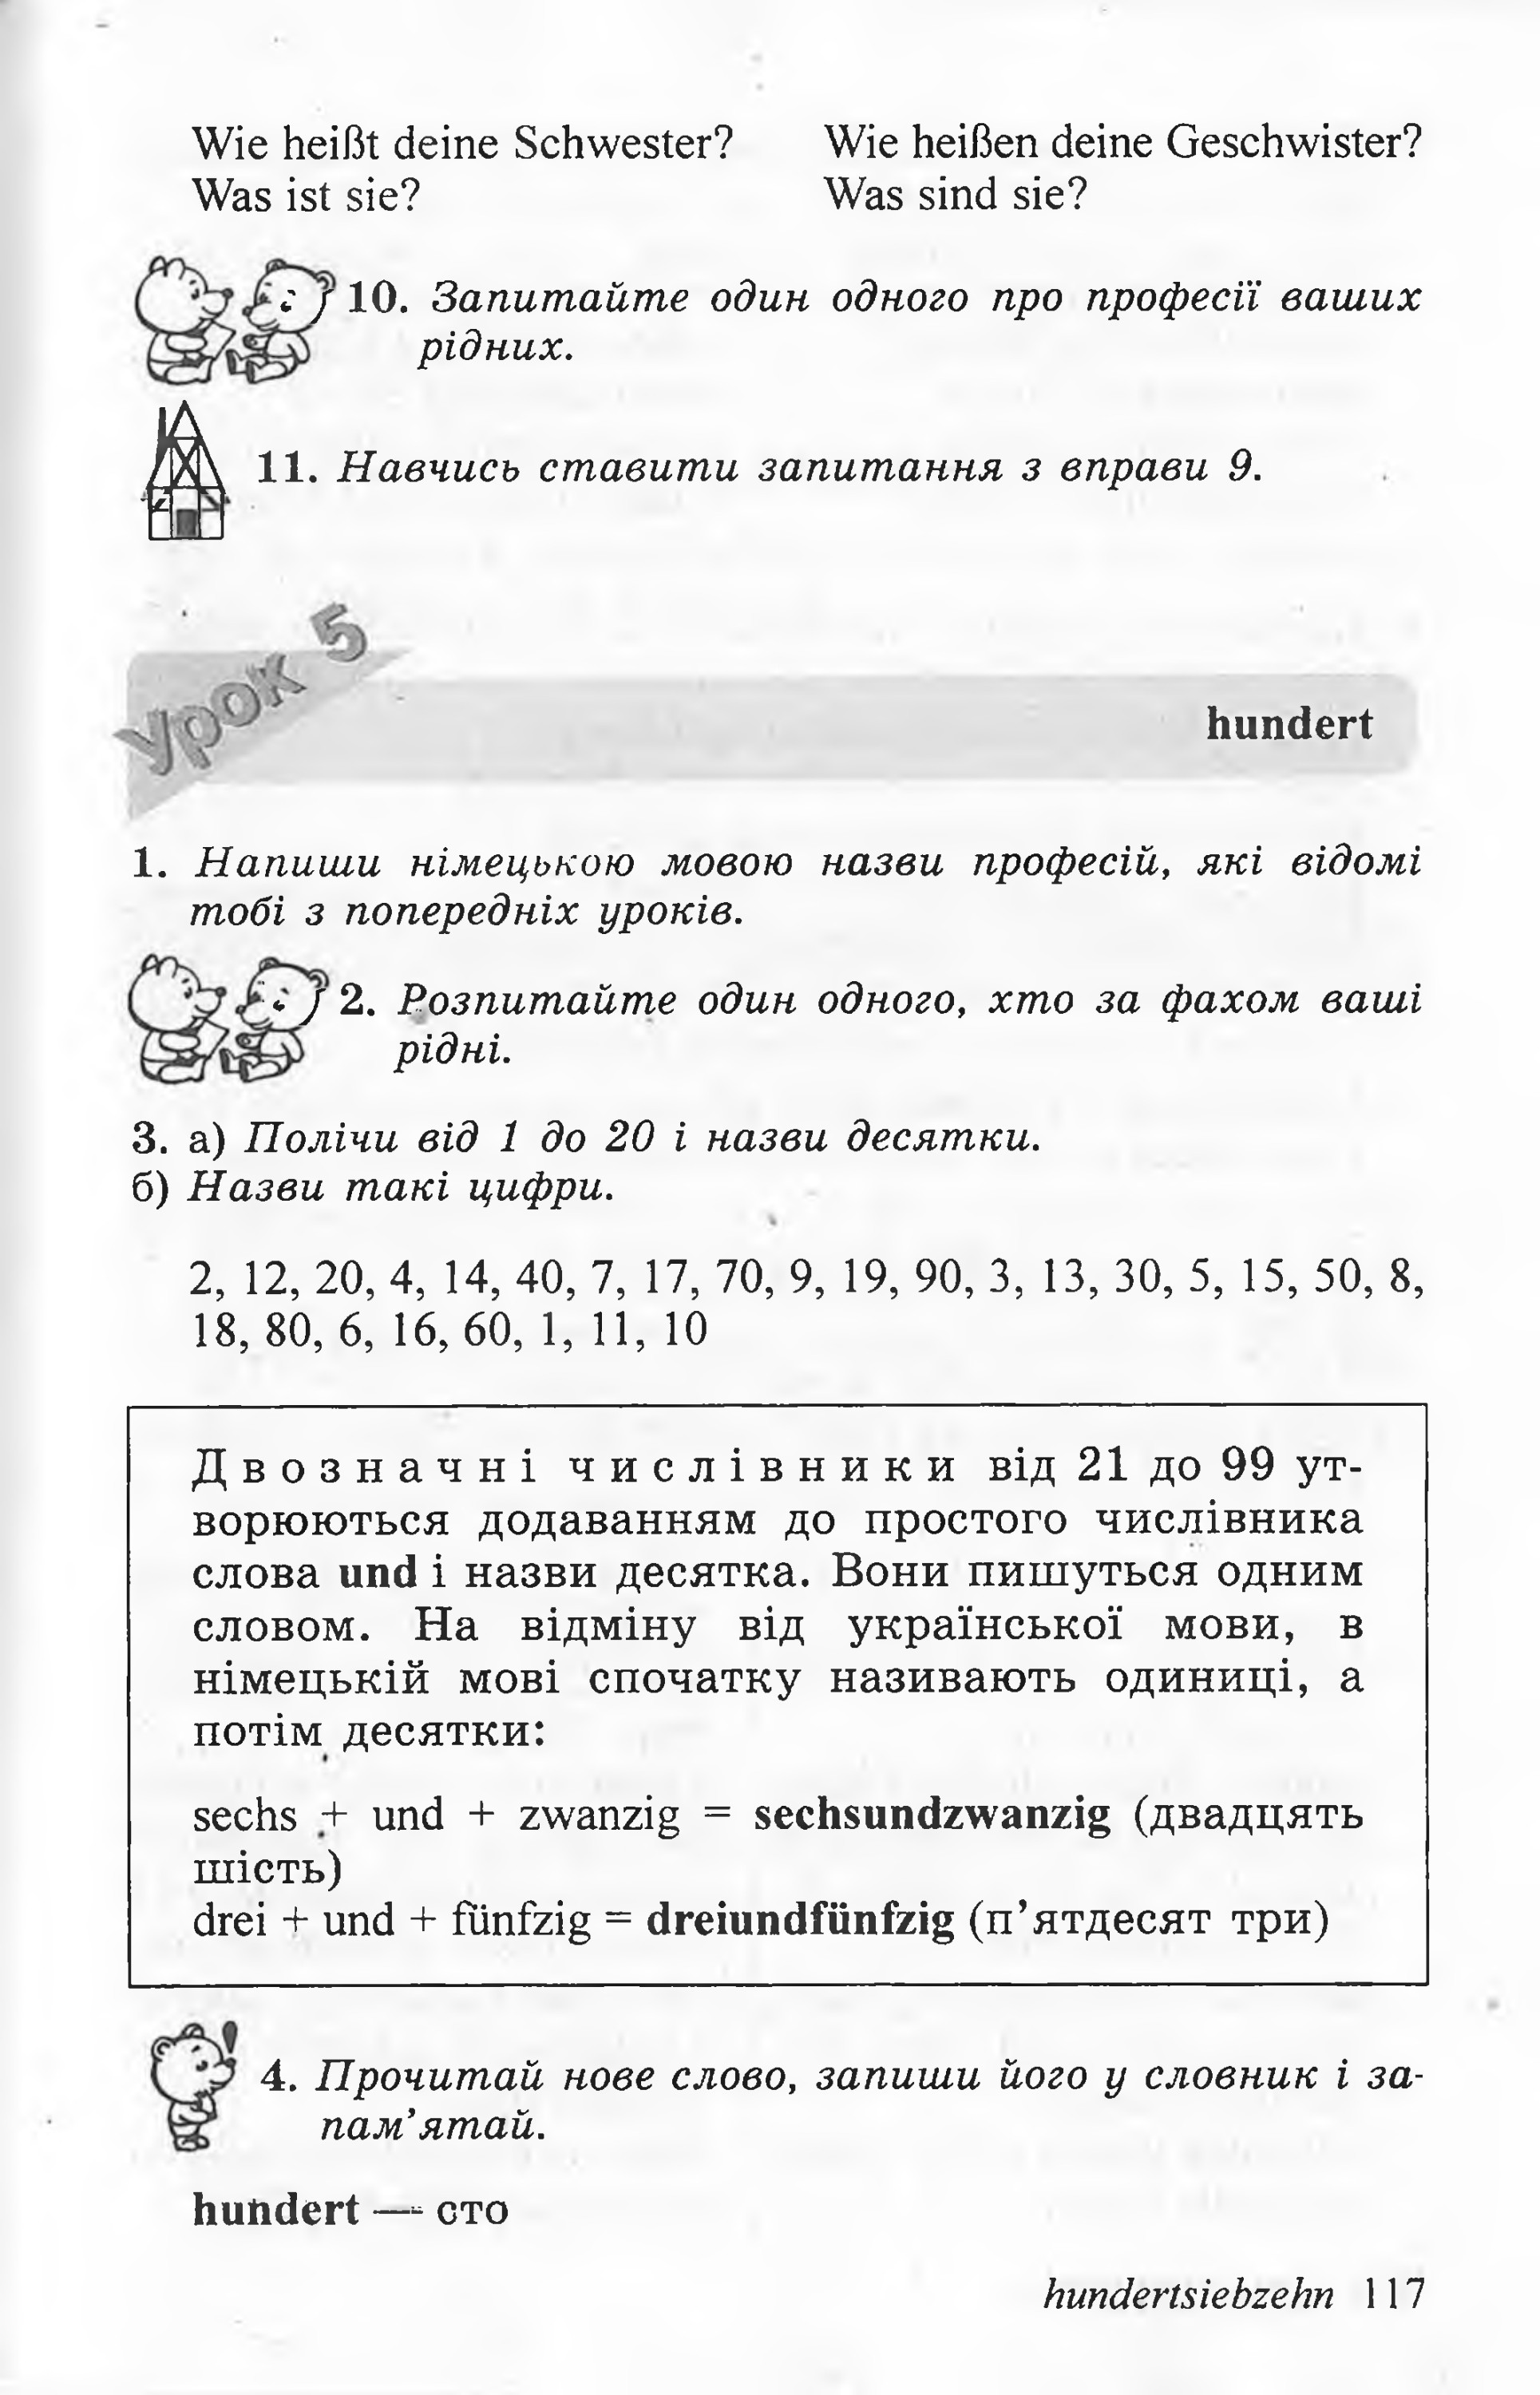 Wie heißt deine Schwester?
Was ist sie?
Wie heißen deine Geschwister?
Was sind sie?
10. Запитайте один одного про професії ваших
рідних.
11. Навчись ставити запитання з вправи 9.
Урок 5
hundert
1. Напиши німецькою мовою назви професій, які відомі
тобі з попередніх уроків.
2. Розпитайте один одного, хто за фахом ваші
рідні.
3. а) Полічи від 1 до 20 і назви десятки.
б) Назви такі цифри.
2, 12, 20, 4, 14, 40, 7, 17, 70, 9, 19, 90, 3, 13, 30, 5, 15, 50, 8,
18, 80, 6, 16, 60, 1, 11, 10
Двозначні числівники від 21 до 99 ут-
ворюються додаванням до простого числівника
слова und і назви десятка. Вони пишуться одним
словом. На відміну від української мови, в
німецькій мові спочатку називають одиниці, а
потім десятки:
sechs + und + zwanzig = sechsundzwanzig (двадцять
шість)
drei + und + fünfzig = dreiundfünfzig (п’ятдесят три)
4. Прочитай нове слово, запиши його у словник і за-
пам’ятай.
hundert — сто
hundertsiebzehn 117